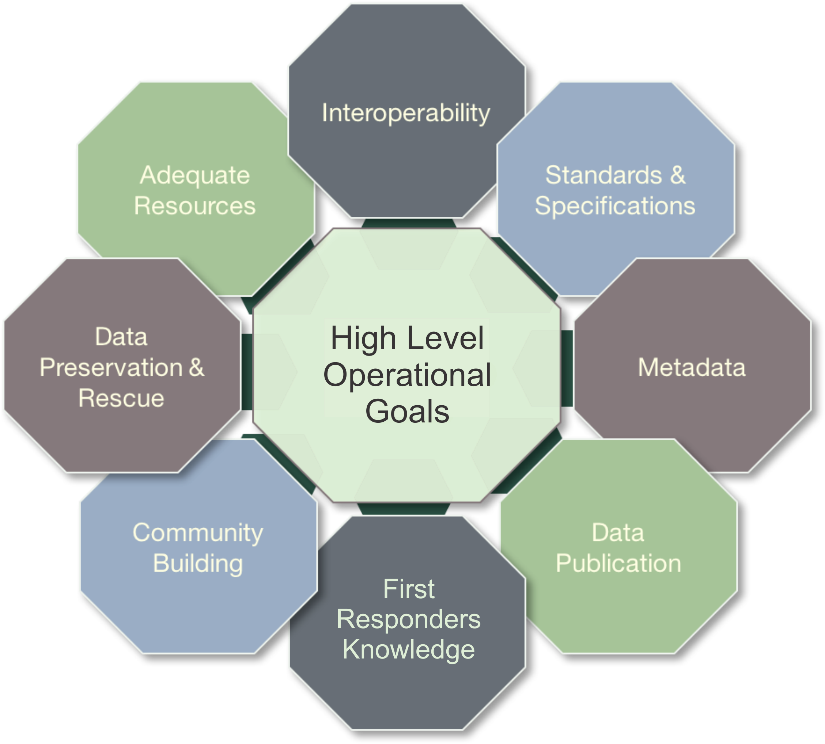 Interoperability
Standards &
Specifications
Metadata
Data
Publication
First
Responders
Knowledge
Community
Building
Data
Preservation &
Rescue
Adequate
Resources
High Level
Operational
Goals